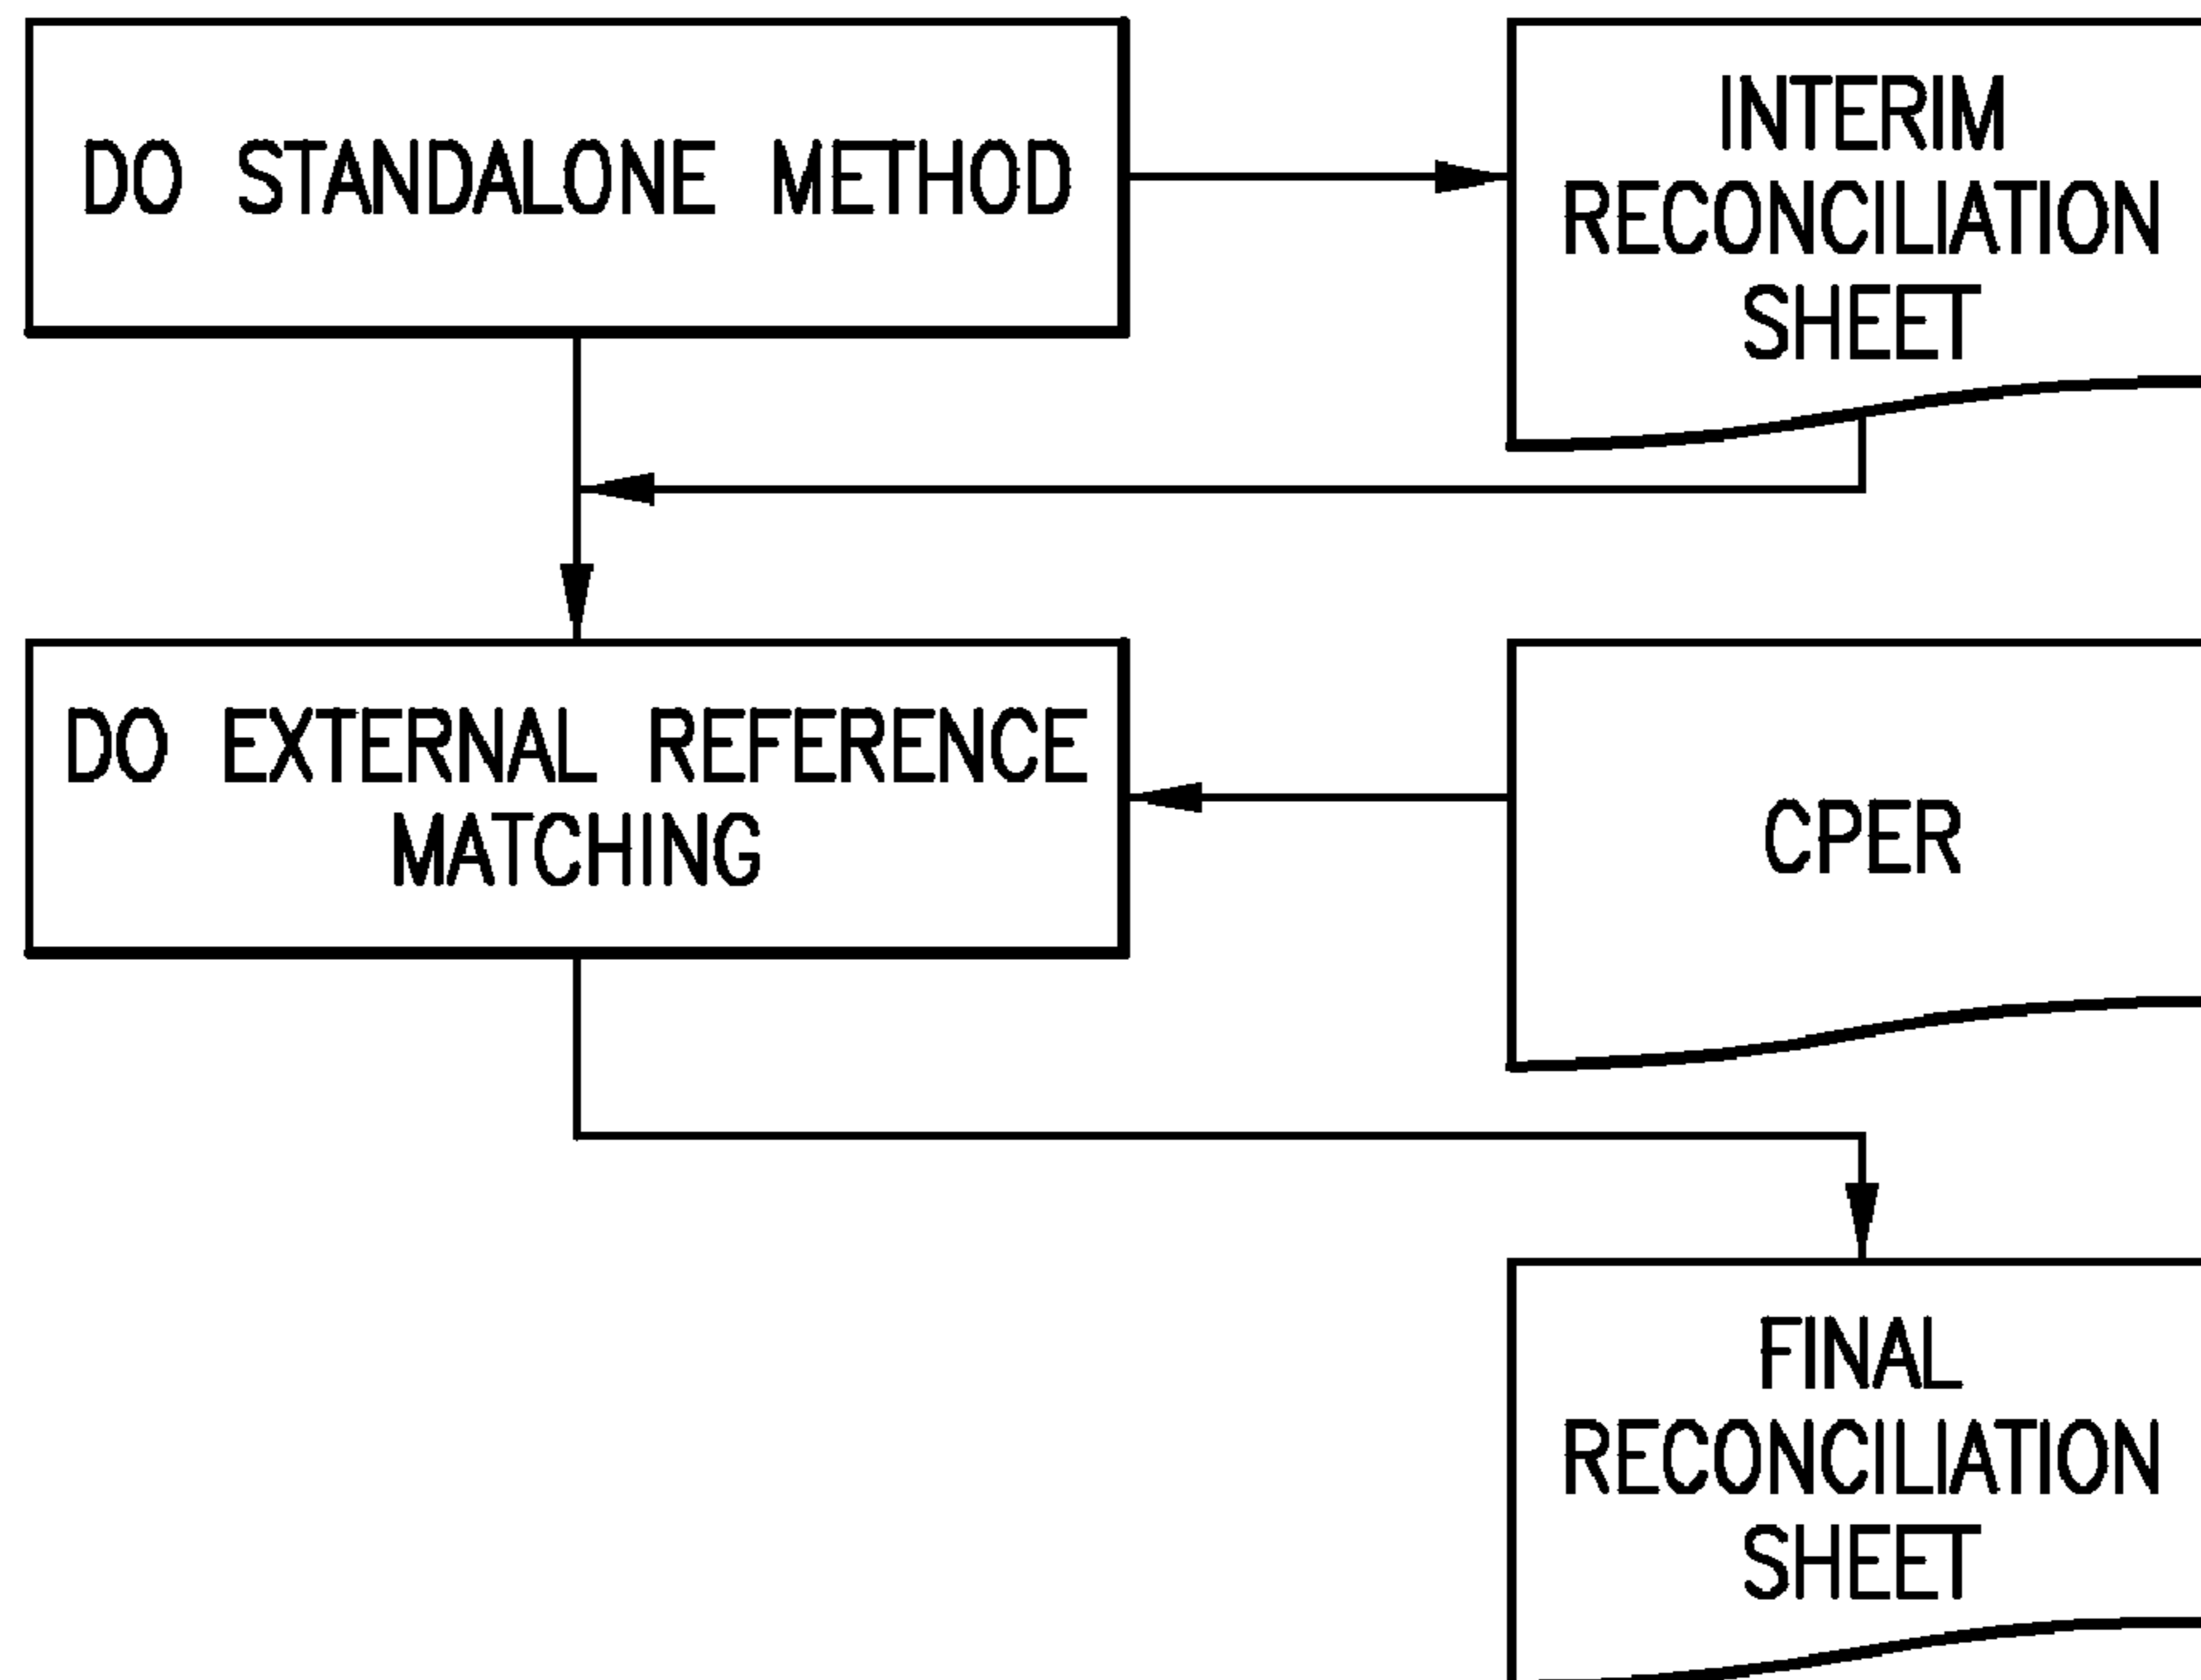 DO STANDALONE METHOD
INTERIM
RECONCILIATION
SHEET
DO EXTERNAL REFERENCE
MATCHING
CPER
FINAL
RECONCILIATION
SHEET